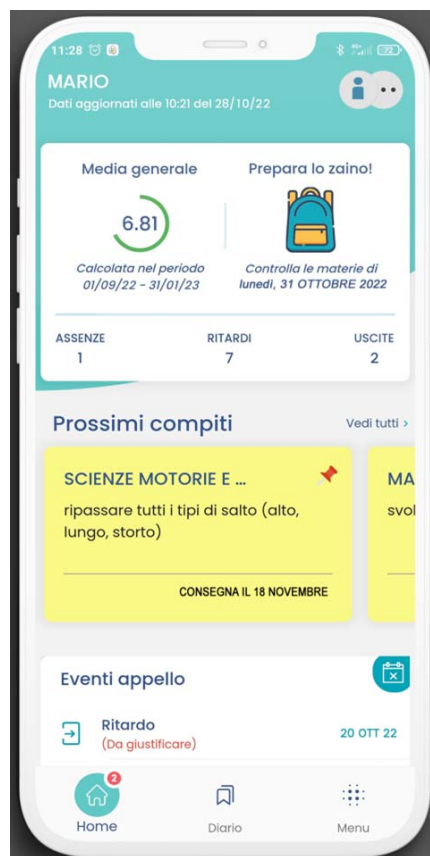 11:28
72
MARIO
Dati aggiornati alle 10:21 del 28/10/22
Media generale
6.81
Calcolata nel periodo
01/09/22 - 31/01/23
Prepara lo zaino!
Controlla le materie di
lunedì, 31 OTTOBRE 2022
ASSENZE
1
RITARDI
7
USCITE
2
Prossimi compiti
Vedi tutti >
SCIENZE MOTORIE E ...
ripassare tutti i tipi di salto (alto,
lungo, storto)
CONSEGNA IL 18 NOVEMBRE
MA
svol
Eventi appello
Ritardo
(Da giustificare)
20 OTT 22
2
Home
Diario
Menu